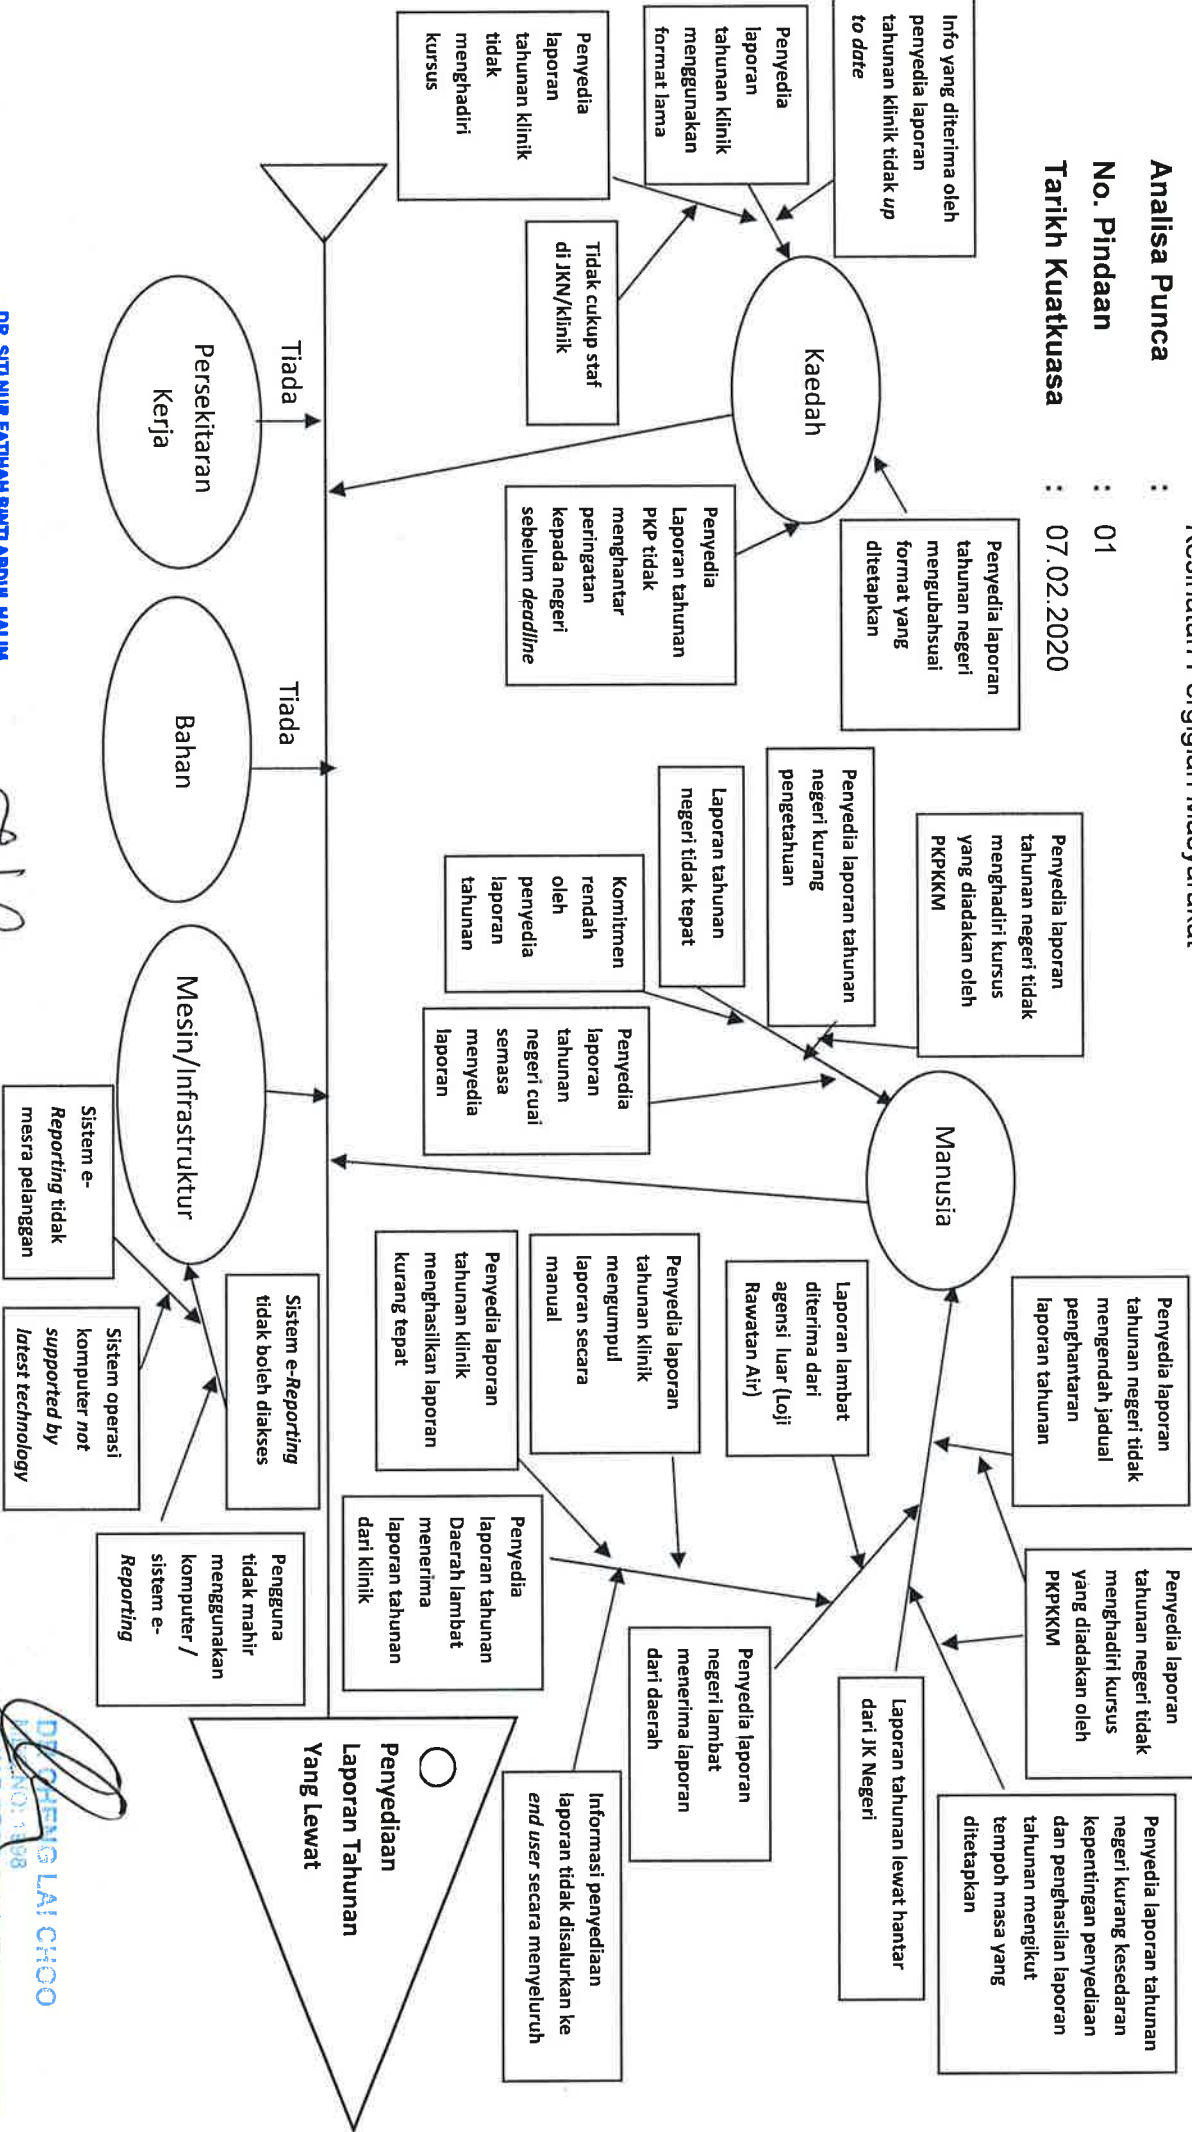 Analisa Punca :
No. Pindaan : 01
Tarikh Kuatkuasa : 07.02.2020
Info yang diterima oleh
penyedia laporan
tahunan klinik tidak up
to date
Penyedia
laporan
tahunan klinik
menggunakan
format lama
Penyedia
laporan
tahunan klinik
tidak
menghadiri
kursus
Tidak cukup staf
di JKN/klinik
Kaedah
Penyedia laporan
tahunan negeri
mengubahsuai
format yang
ditetapkan
Penyedia
Laporan tahunan
PKP tidak
menghantar
peringatan
kepada negeri
sebelum deadline
Penyedia laporan
tahunan negeri tidak
menghadiri kursus
yang diadakan oleh
PKPKKM
Penyedia laporan tahunan
negeri kurang
pengetahuan
Laporan tahunan
negeri tidak tepat
Komitmen
rendah
oleh
penyedia
laporan
tahunan
Penyedia
laporan
tahunan
negeri cuai
semasa
menyedia
laporan
Manusia
Penyedia laporan
tahunan negeri tidak
mengendah jadual
penghantaran
laporan tahunan
Penyedia laporan
tahunan negeri tidak
menghadiri kursus
yang diadakan oleh
PKPKKM
Penyedia laporan tahunan
negeri kurang kesedaran
kepentingan penyediaan
dan penghasilan laporan
tahunan mengikut
tempoh masa yang
ditetapkan
Laporan tahunan lewat hantar
dari JK Negeri
Laporan lambat
diterima dari
agensi luar (Loji
Rawatan Air)
Penyedia laporan
negeri lambat
menerima laporan
dari daerah
Penyedia laporan
tahunan klinik
mengumpul
laporan secara
manual
Penyedia laporan
tahunan klinik
menghasilkan laporan
kurang tepat
Penyedia
laporan tahunan
Daerah lambat
menerima
laporan tahunan
dari klinik
Informasi penyediaan
laporan tidak disalurkan ke
end user secara menyeluruh
Penyediaan
Laporan Tahunan
Yang Lewat
Tiada
Persekitaran
Kerja
Tiada
Bahan
Mesin/Infrastruktur
Sistem e-Reporting
tidak boleh diakses
Sistem e-
Reporting tidak
mesra pelanggan
Sistem operasi
komputer not
supported by
latest technology
Pengguna
tidak mahir
menggunakan
komputer /
sistem e-
Reporting
DR. SITI NUR FATIHAH BINTI ABDUL HALIM
DR. CHENG LAI CHOO